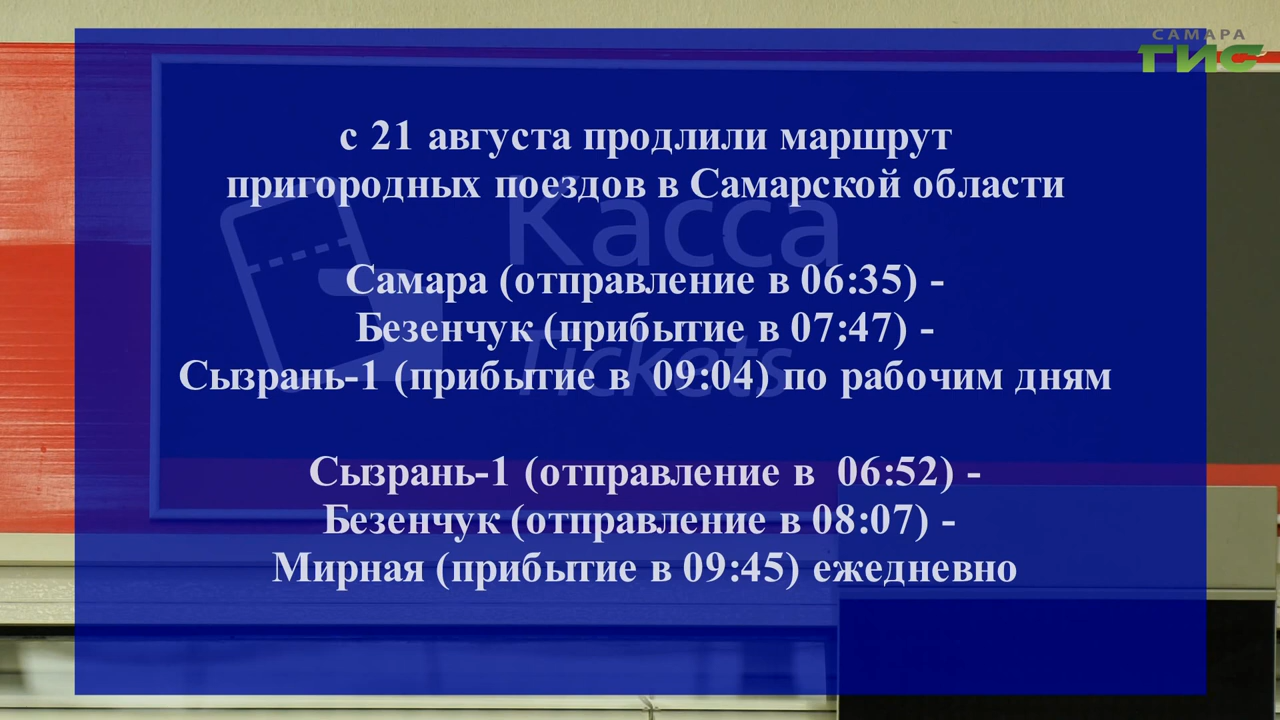 САМАРА
ГИС
с 21 августа продлили маршрут
пригородных поездов в Самарской области
Касса
Самара (отправление в 06:35) -
Безенчук (прибытие в 07:47) -
Tickets
Сызрань-1 (прибытие в  09:04) по рабочим дням
Сызрань-1 (отправление в  06:52) -
Безенчук (отправление в 08:07) -
Мирная (прибытие в 09:45) ежедневно